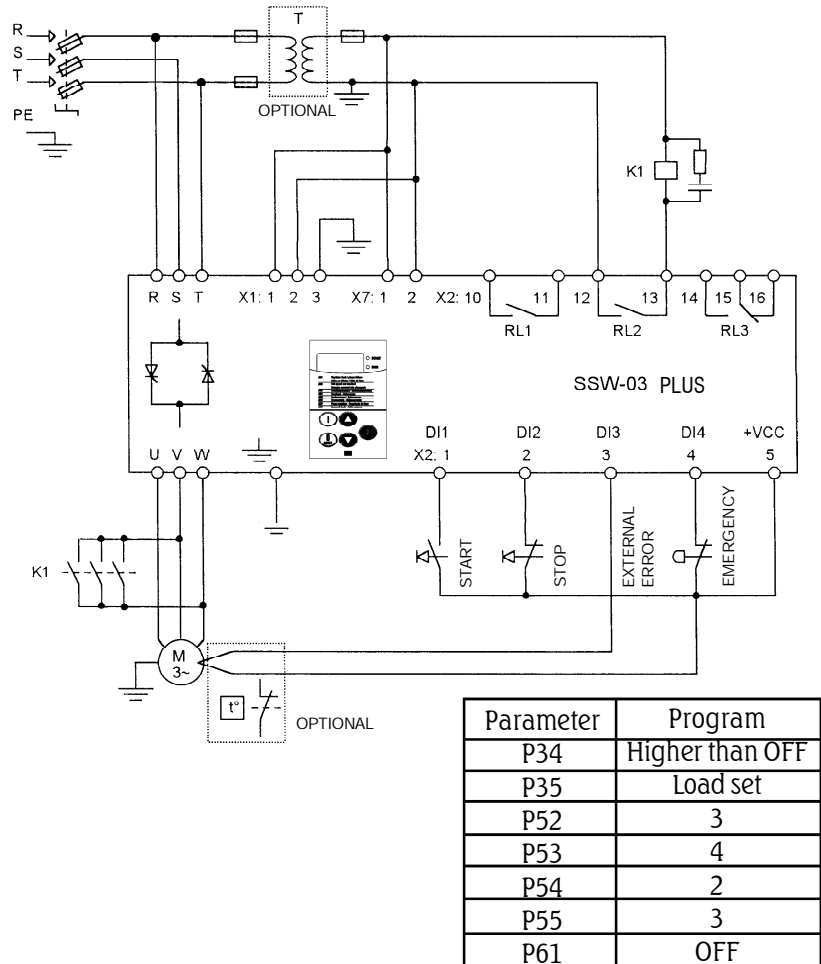 T
R
S
T
PE
OPTIONAL
K1
R S T X1: 1 2 3 X7: 1 2 X2: 10 11 12 13 14 15 16
RL1 RL2 RL3
SSW-03 PLUS
DI1 DI2 DI3 DI4 +VCC
U V W X2: 1 2 3 4 5
START
STOP
EXTERNAL
ERROR
EMERGENCY
K1
M
3~
t°
OPTIONAL
Parameter Program
P34 Higher than OFF
P35 Load set
P52 3
P53 4
P54 2
P55 3
P61 OFF